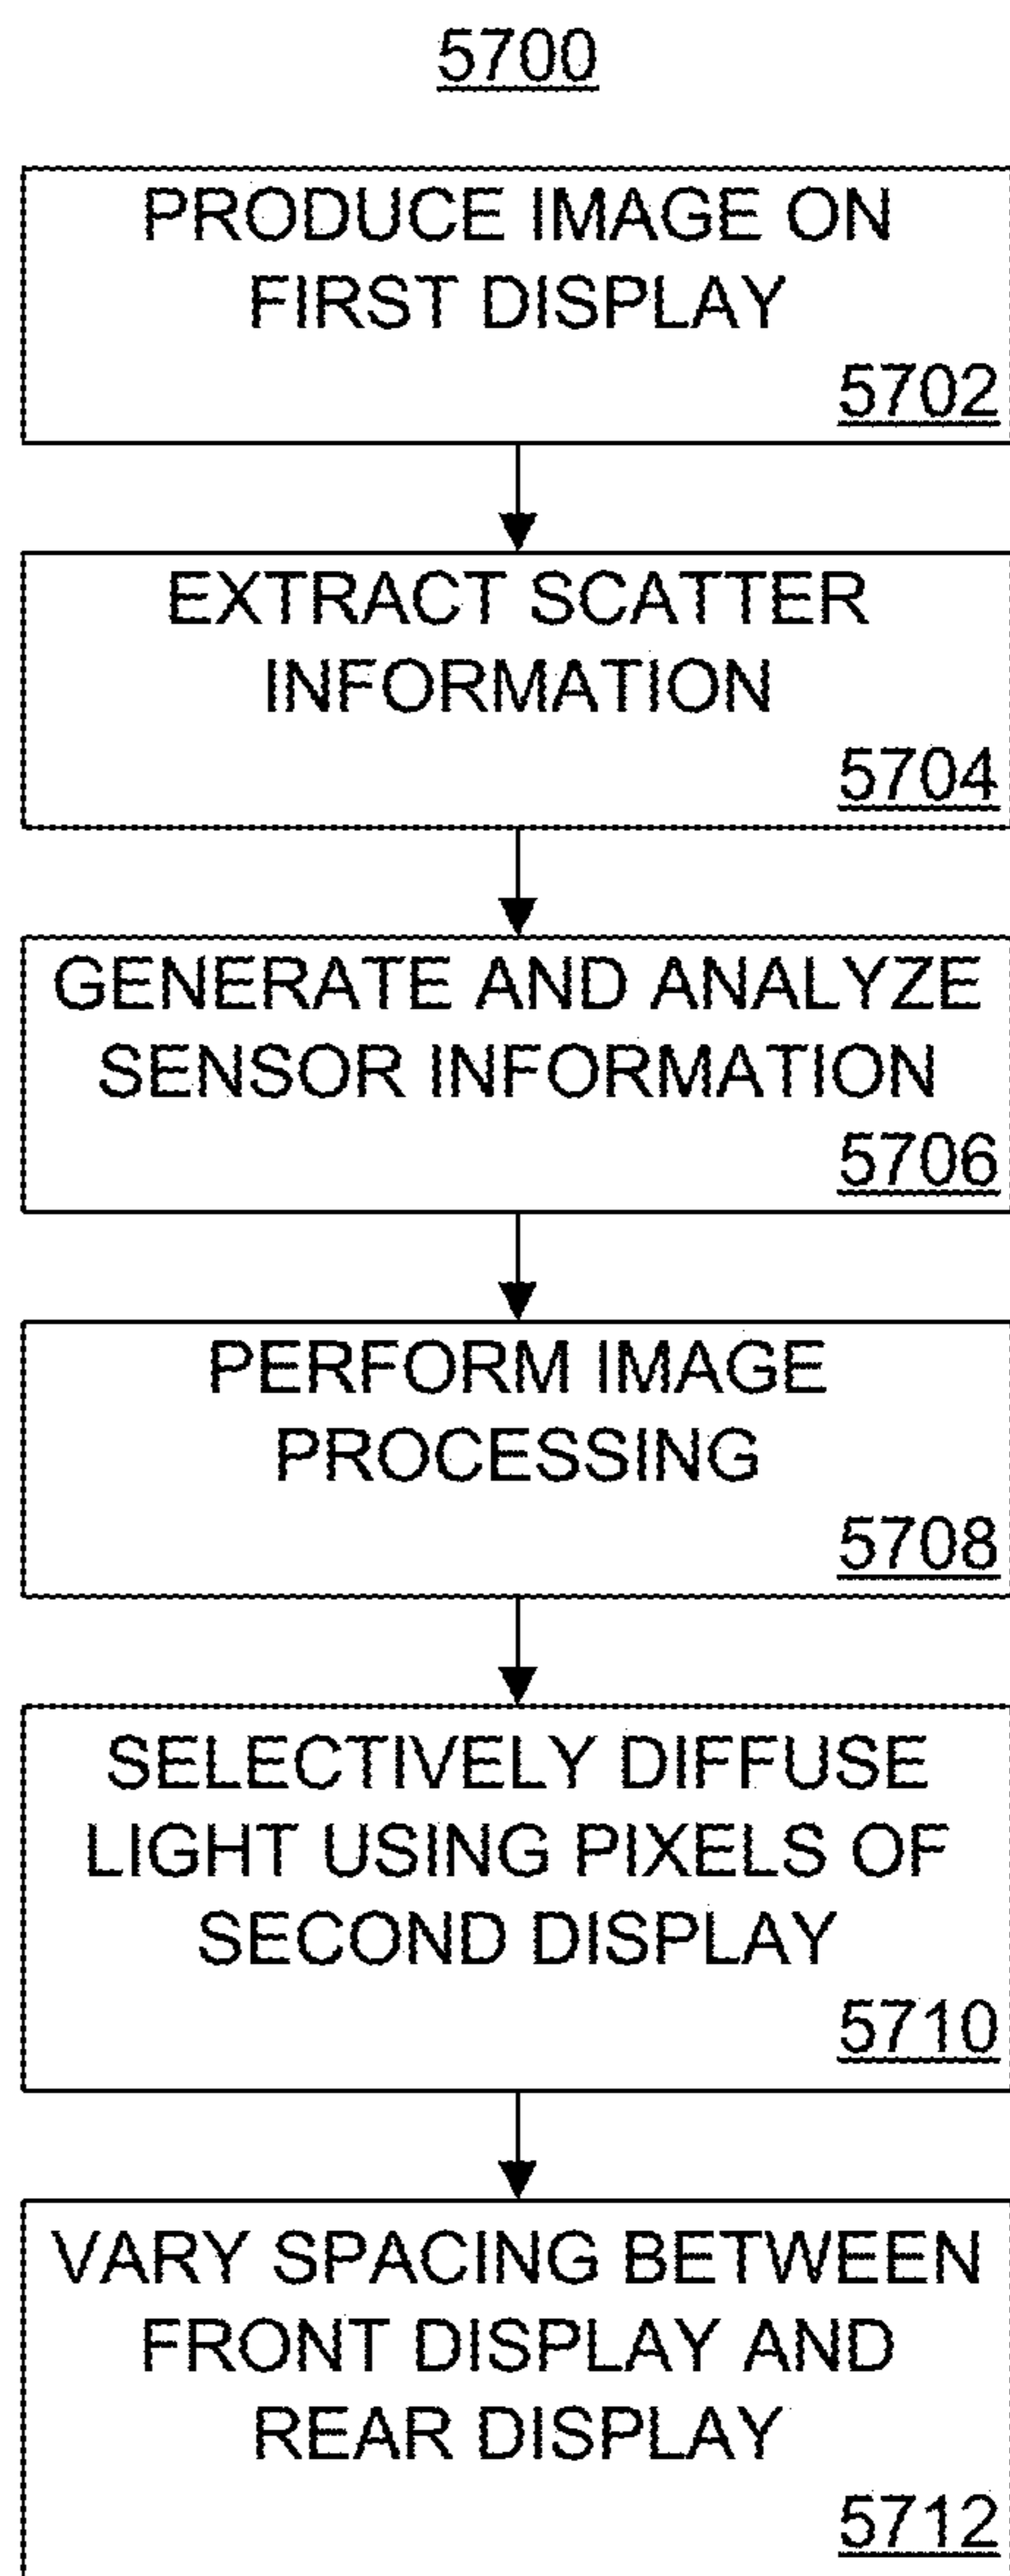 5700
PRODUCE IMAGE ON
FIRST DISPLAY
5702
EXTRACT SCATTER
INFORMATION
5704
GENERATE AND ANALYZE
SENSOR INFORMATION
5706
PERFORM IMAGE
PROCESSING
5708
SELECTIVELY DIFFUSE
LIGHT USING PIXELS OF
SECOND DISPLAY
5710
VARY SPACING BETWEEN
FRONT DISPLAY AND
REAR DISPLAY
5712